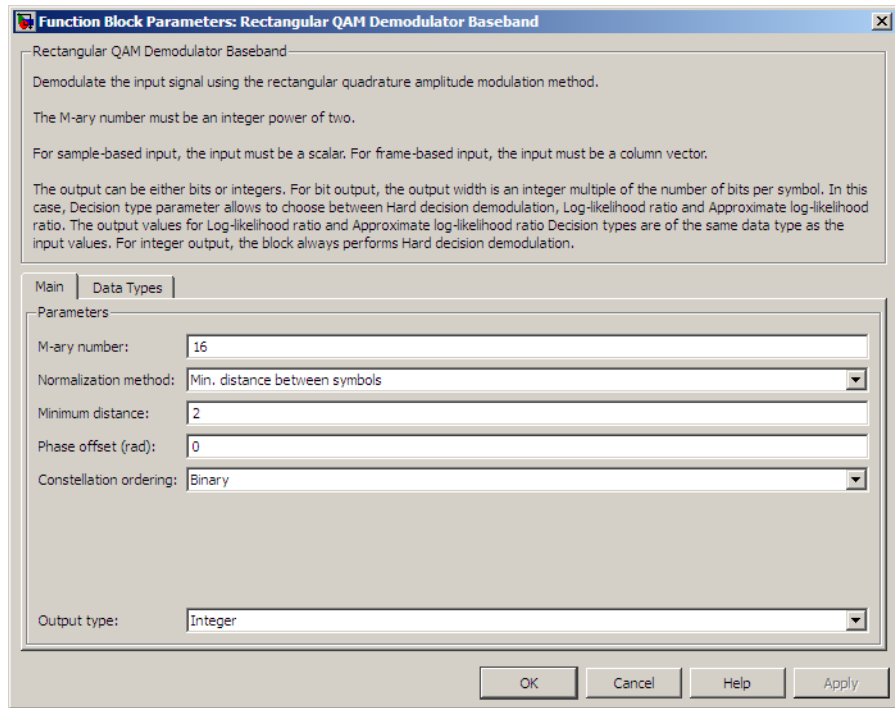 Function Block Parameters: Rectangular QAM Demodulator Baseband
Rectangular QAM Demodulator Baseband
Demodulate the input signal using the rectangular quadrature amplitude modulation method.
The M-ary number must be an integer power of two.
For sample-based input, the input must be a scalar. For frame-based input, the input must be a column vector.
The output can be either bits or integers. For bit output, the output width is an integer multiple of the number of bits per symbol. In this
case, Decision type parameter allows to choose between Hard decision demodulation, Log-likelihood ratio and Approximate log-likelihood
ratio. The output values for Log-likelihood ratio and Approximate log-likelihood ratio Decision types are of the same data type as the
input values. For integer output, the block always performs Hard decision demodulation.
Main Data Types
Parameters
M-ary number: 16
Normalization method: Min. distance between symbols
Minimum distance: 2
Phase offset (rad): 0
Constellation ordering: Binary
Output type: Integer
OK Cancel Help Apply